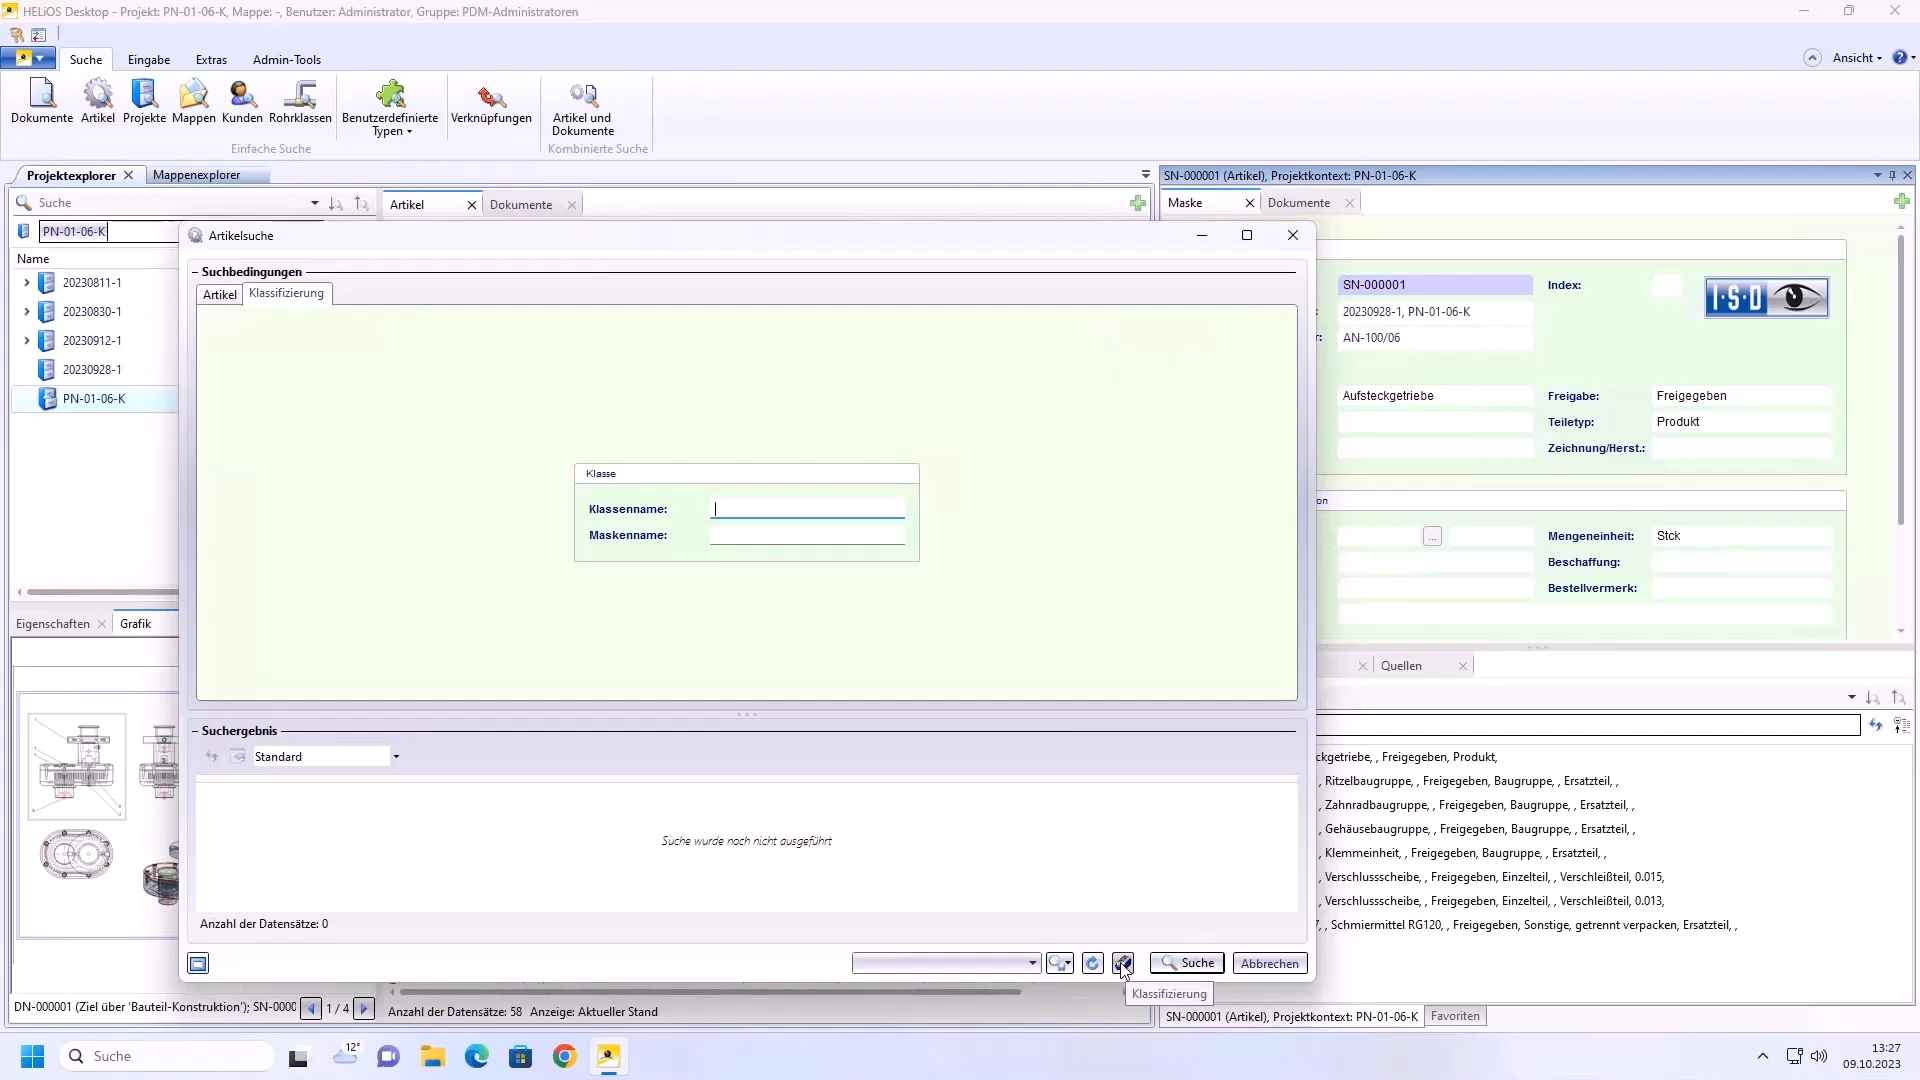 HELiOS Desktop - Projekt: PN-01-06-K, Mappe: -, Benutzer: Administrator, Gruppe: PDM-Administratoren
Suche
Eingabe
Extras
Admin-Tools
Ansicht
Dokumente
Artikel
Projekte
Mappen
Kunden
Rohrklassen
Benutzerdefinierte
Typen
Verknüpfungen
Artikel und
Dokumente
Einfache Suche
Kombinierte Suche
Projektexplorer
Mappenexplorer
SN-000001 (Artikel), Projektkontext: PN-01-06-K
Suche
Artikel
Dokumente
Maske
Dokumente
PN-01-06-K
Name
20230811-1
20230830-1
20230912-1
20230928-1
PN-01-06-K
Artikelsuche
Suchbedingungen
Artikel
Klassifizierung
Klasse
Klassenname:
Maskenname:
SN-000001
Index:
I·S·D
20230928-1, PN-01-06-K
AN-100/06
Aufsteckgetriebe
Freigabe:
Freigegeben
Teiletyp:
Produkt
Zeichnung/Herst.:
on
...
Mengeneinheit:
Stck
Beschaffung:
Bestellvermerk:
Eigenschaften
Grafik
Quellen
Suchergebnis
Standard
Suche wurde noch nicht ausgeführt
Anzahl der Datensätze: 0
ckgetriebe, , Freigegeben, Produkt,
, Ritzelbaugruppe, , Freigegeben, Baugruppe, , Ersatzteil, ,
, Zahnradbaugruppe, , Freigegeben, Baugruppe, , Ersatzteil, ,
, Gehäusebaugruppe, , Freigegeben, Baugruppe, , Ersatzteil, ,
, Klemmeinheit, , Freigegeben, Baugruppe, , Ersatzteil, ,
, Verschlussscheibe, , Freigegeben, Einzelteil, , Verschleißteil, 0.015,
, Verschlussscheibe, , Freigegeben, Einzelteil, , Verschleißteil, 0.013,
7, , Schmiermittel RG120, , Freigegeben, Sonstige, getrennt verpacken, Ersatzteil, ,
Suche
Abbrechen
Klassifizierung
DN-000001 (Ziel über 'Bauteil-Konstruktion'); SN-0000
1 / 4
Anzahl der Datensätze: 58 Anzeige: Aktueller Stand
SN-000001 (Artikel), Projektkontext: PN-01-06-K
Favoriten
Suche
12°
13:27
09.10.2023